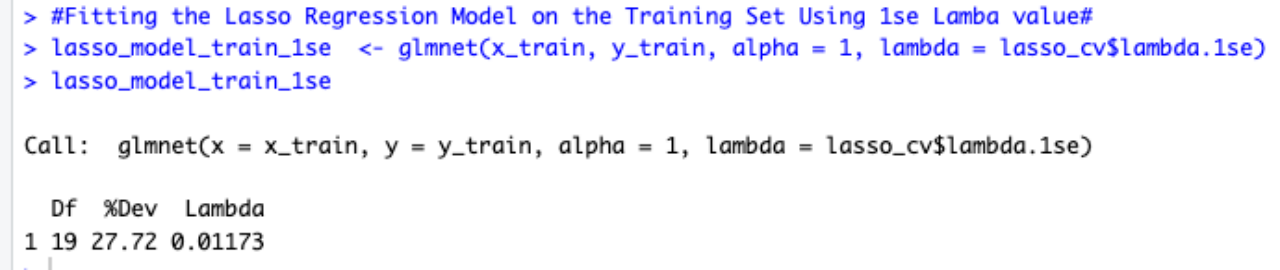 > #Fitting the Lasso Regression Model on the Training Set Using 1se Lamba value#
> lasso_model_train_1se  <- glmnet(x_train, y_train, alpha = 1, lambda = lasso_cv$lambda.1se)
> lasso_model_train_1se
Call:  glmnet(x = x_train, y = y_train, alpha = 1, lambda = lasso_cv$lambda.1se)
  Df  %Dev  Lambda
1 19 27.72 0.01173